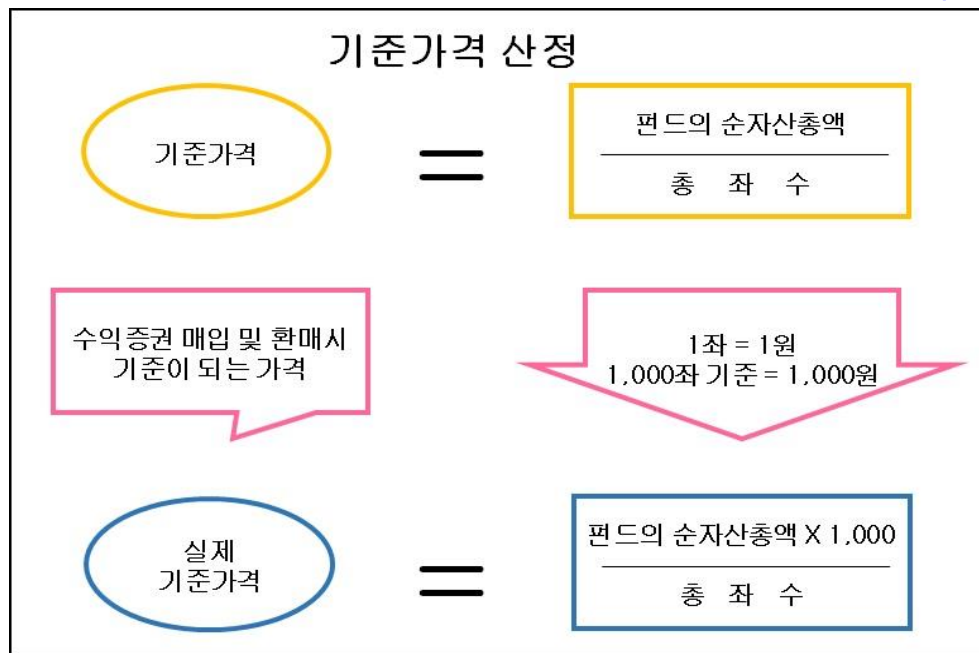 기준가격 산정
기준가격
=
펀드의 순자산총액
총 좌 수
수익증권 매입 및 환매시
기준이 되는 가격
1좌 = 1원
1,000좌 기준 = 1,000원
실제
기준가격
=
펀드의 순자산총액 X 1,000
총 좌 수